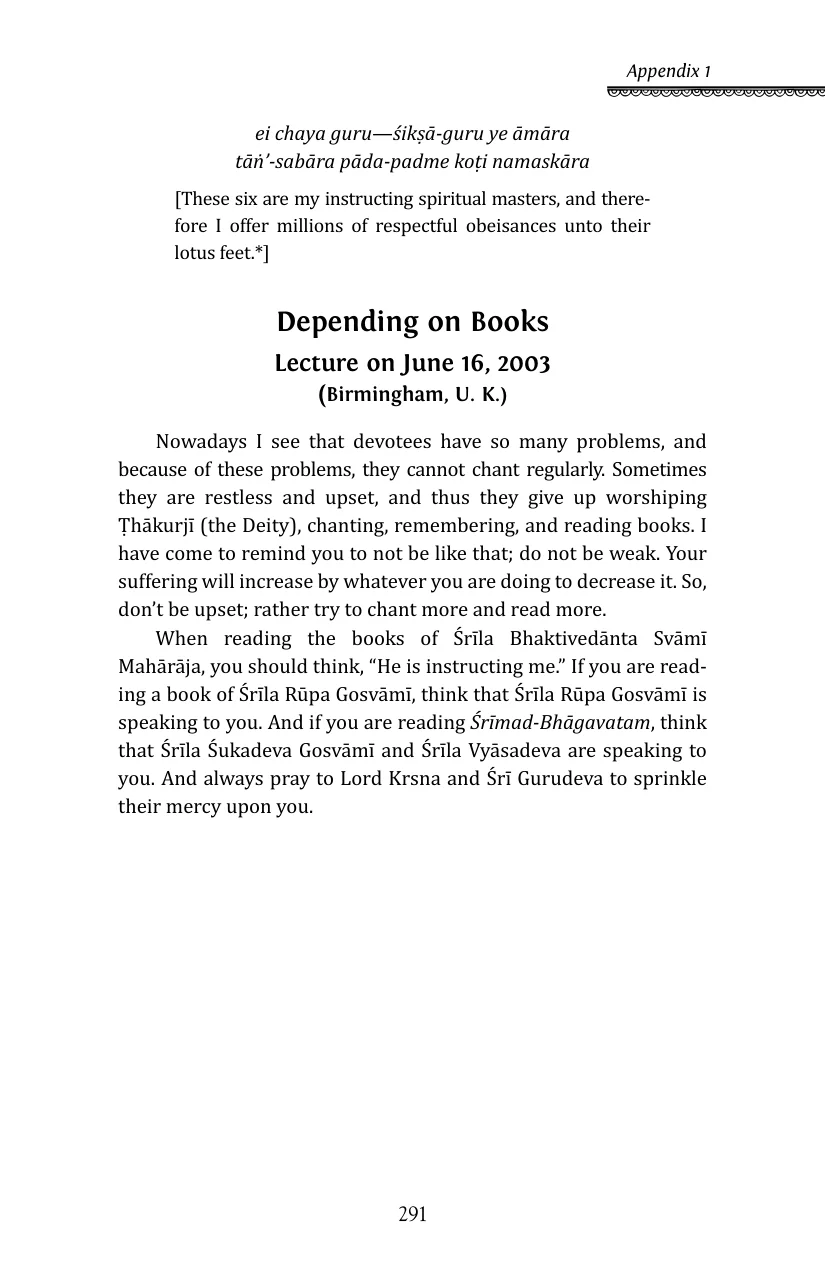 Appendix 1
ei chaya guru—śikṣā-guru ye āmāra
tāṅ’-sabāra pāda-padme koṭi namaskāra
[These six are my instructing spiritual masters, and there-
fore I offer millions of respectful obeisances unto their
lotus feet.*]
Depending on Books
Lecture on June 16, 2003
(Birmingham, U. K.)
Nowadays I see that devotees have so many problems, and
because of these problems, they cannot chant regularly. Sometimes
they are restless and upset, and thus they give up worshiping
Ṭhākurjī (the Deity), chanting, remembering, and reading books. I
have come to remind you to not be like that; do not be weak. Your
suffering will increase by whatever you are doing to decrease it. So,
don’t be upset; rather try to chant more and read more.
When reading the books of Śrīla Bhaktivedānta Svāmī
Mahārāja, you should think, “He is instructing me.” If you are read-
ing a book of Śrīla Rūpa Gosvāmī, think that Śrīla Rūpa Gosvāmī is
speaking to you. And if you are reading Śrīmad-Bhāgavatam, think
that Śrīla Śukadeva Gosvāmī and Śrīla Vyāsadeva are speaking to
you. And always pray to Lord Krsna and Śrī Gurudeva to sprinkle
their mercy upon you.
291